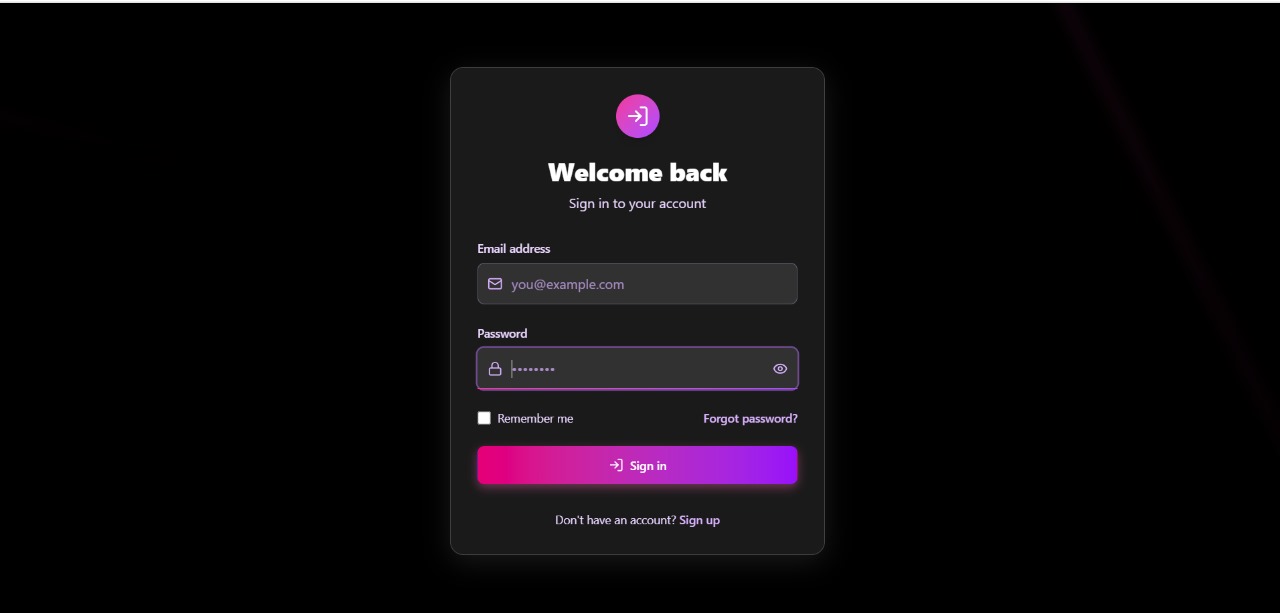 Welcome back
Sign in to your account
Email address
you@example.com
Password
••••••••
Remember me
Forgot password?
Sign in
Don't have an account? Sign up